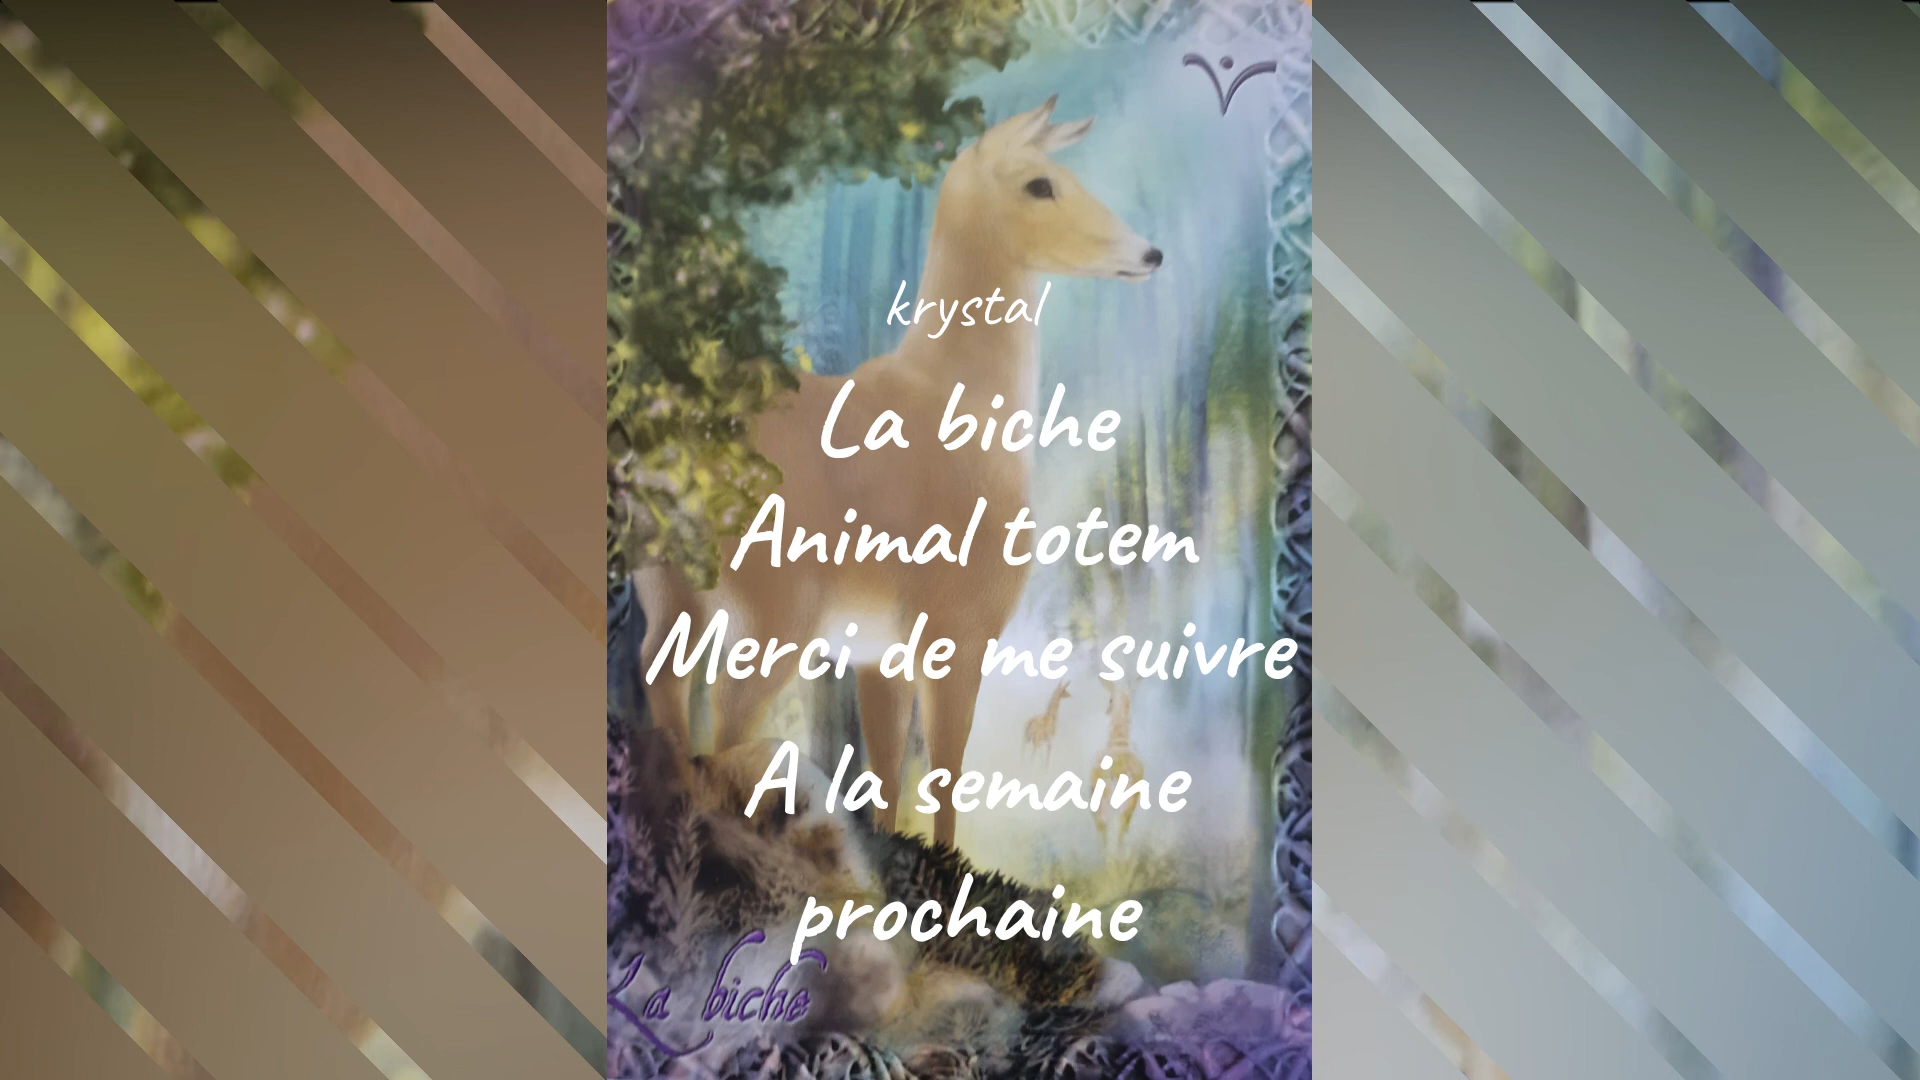 krystal
La biche
Animal totem
Merci de me suivre
A la semaine
prochaine
La biche